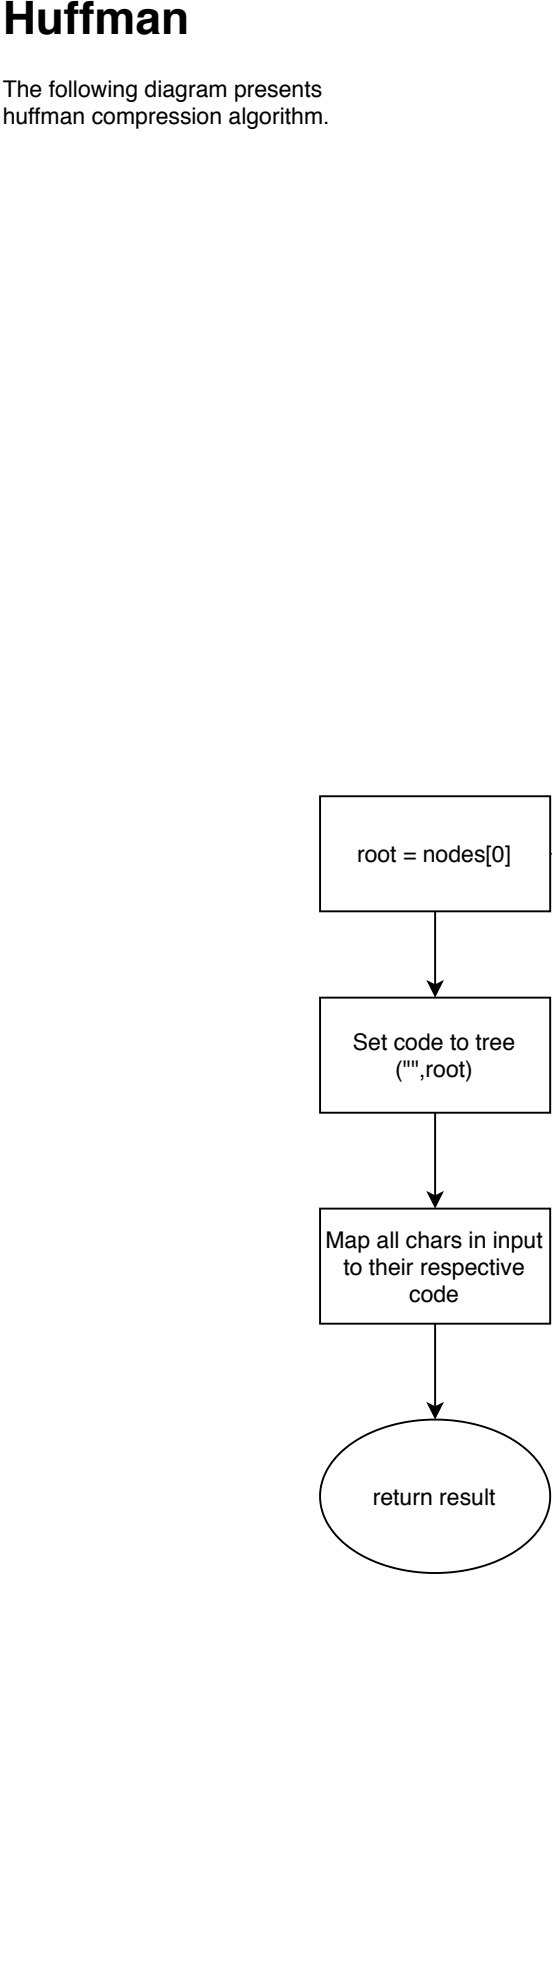 Huffman
The following diagram presents
huffman compression algorithm.
root = nodes[0]
Set code to tree
("",root)
Map all chars in input
to their respective
code
return result